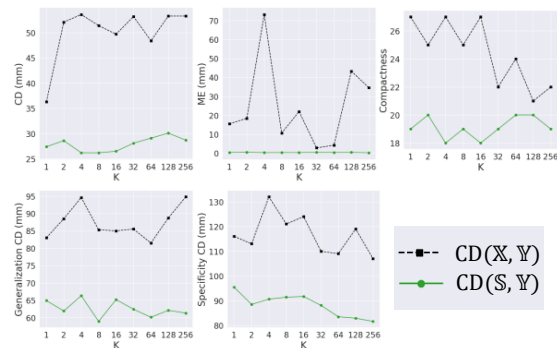 CD (mm)
50
45
40
35
30
25
1 2 4 8 16 32 64 128 256
K
ME (mm)
70
60
50
40
30
20
10
0
1 2 4 8 16 32 64 128 256
K
Compactness
26
24
22
20
18
1 2 4 8 16 32 64 128 256
K
Generalization CD (mm)
95
90
85
80
75
70
65
60
1 2 4 8 16 32 64 128 256
K
Specificity CD (mm)
130
120
110
100
90
80
1 2 4 8 16 32 64 128 256
K
CD(𝕏, 𝕐)
CD(𝕊, 𝕐)